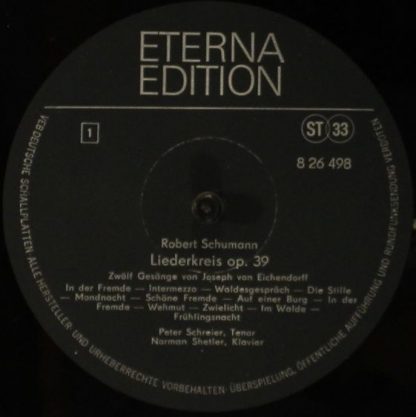 ETERNA
EDITION
1
ST 33
8 26 498
Robert Schumann
Liederkreis op. 39
Zwölf Gesänge von Joseph von Eichendorff
In der Fremde — Intermezzo — Waldesgespräch — Die Stille
— Mondnacht — Schöne Fremde — Auf einer Burg — In der
Fremde — Wehmut — Zwielicht — Im Walde —
Frühlingsnacht
Peter Schreier, Tenor
Norman Shetler, Klavier
VEB DEUTSCHE SCHALLPLATTEN ALLE HERSTELLER- UND URHEBERRECHTE VORBEHALTEN · ÜBERSPIELUNG, ÖFFENTLICHE AUFFÜHRUNG UND RUNDFUNKSENDUNG VERBOTEN